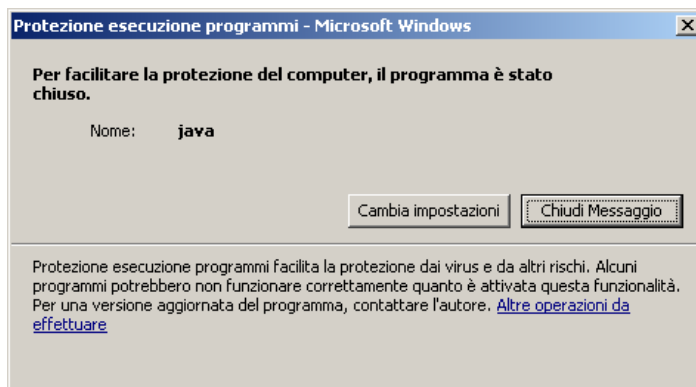 Protezione esecuzione programmi - Microsoft Windows
Per facilitare la protezione del computer, il programma è stato
chiuso.
Nome: java
Cambia impostazioni Chiudi Messaggio
Protezione esecuzione programmi facilita la protezione dai virus e da altri rischi. Alcuni
programmi potrebbero non funzionare correttamente quanto è attivata questa funzionalità.
Per una versione aggiornata del programma, contattare l'autore. Altre operazioni da
effettuare